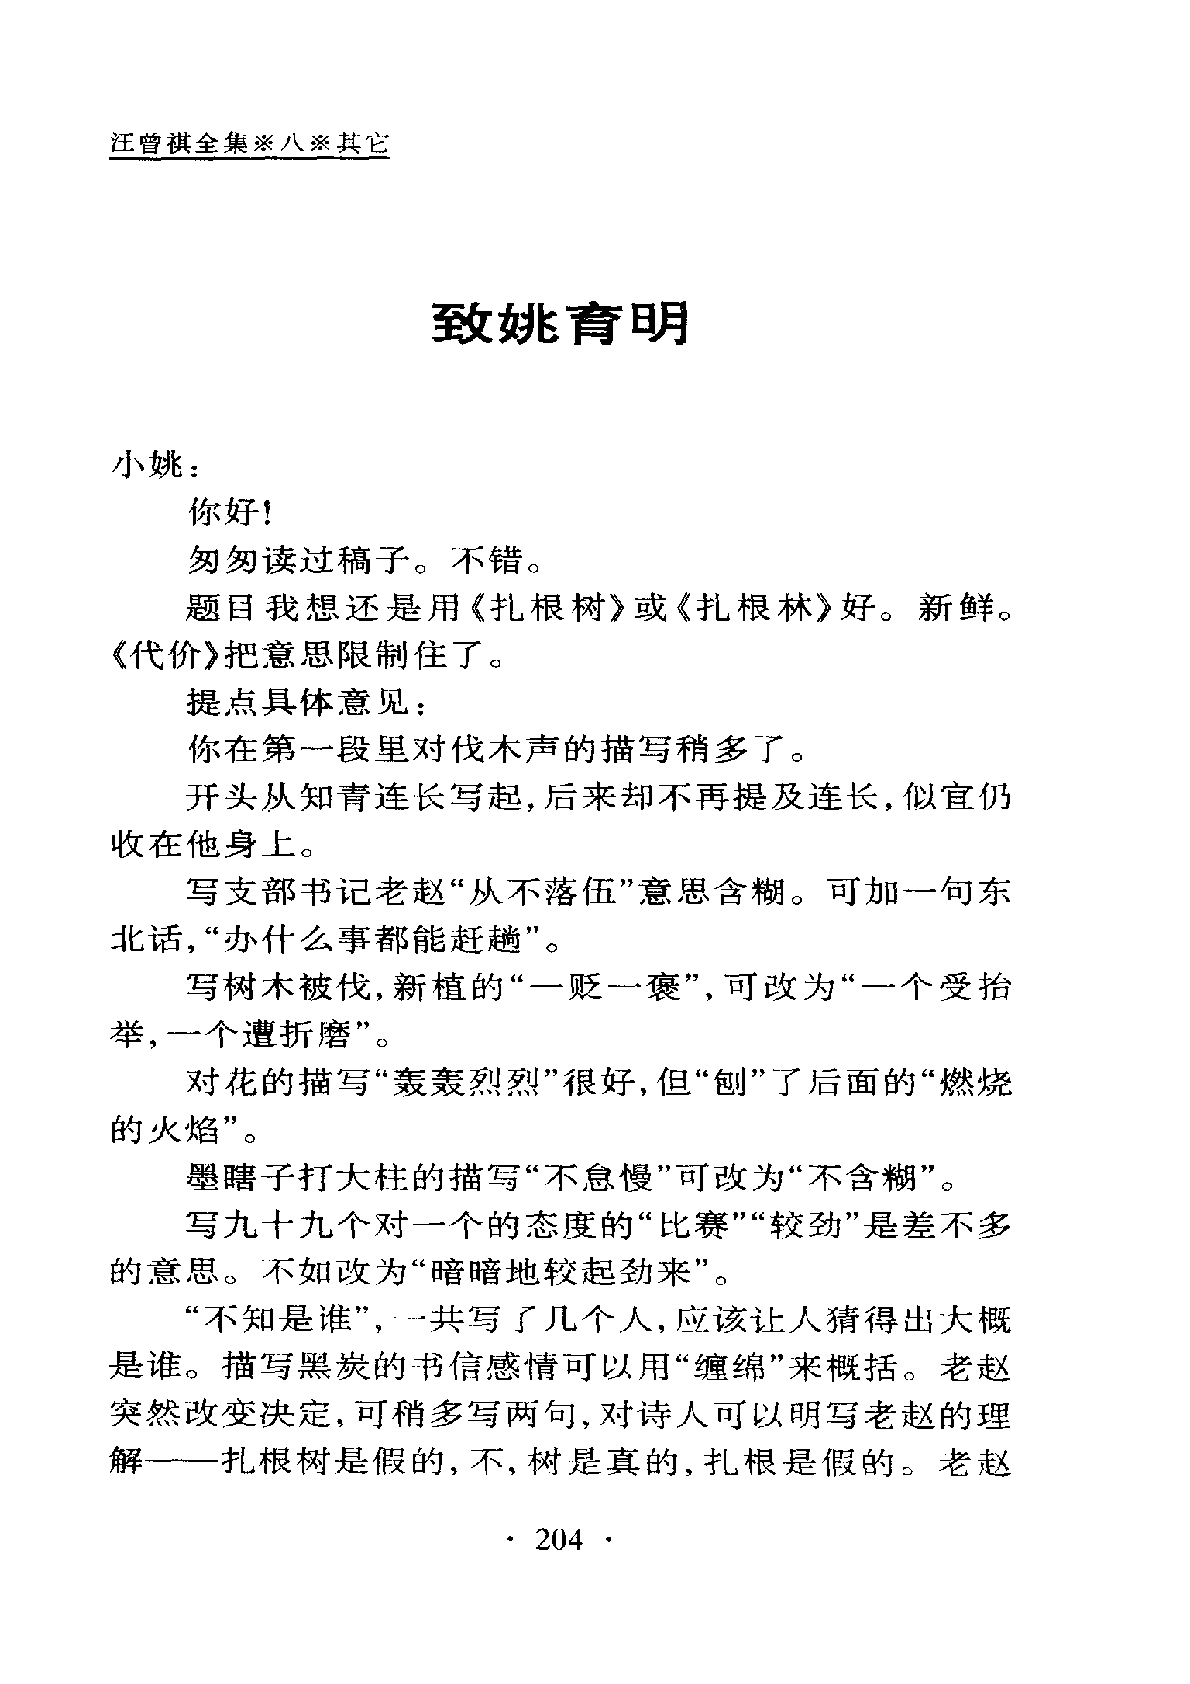 汪曾祺全集※八※其它
致姚育明
小姚：
你好！
匆匆读过稿子。不错。
题目我想还是用《扎根树》或《扎根林》好。新鲜。
《代价》把意思限制住了。
提点具体意见：
你在第一段里对伐木声的描写稍多了。
开头从知青连长写起，后来却不再提及连长，似宜仍
收在他身上。
写支部书记老赵“从不落伍”意思含糊。可加一句东
北话，“办什么事都能赶趟”。
写树木被伐，新植的“一贬一褒”，可改为“一个受抬
举，一个遭折磨”。
对花的描写“轰轰烈烈”很好，但“刨”了后面的“燃烧
的火焰”。
墨瞎子打大柱的描写“不怠慢”可改为“不含糊”。
写九十九个对一个的态度的“比赛”“较劲”是差不多
的意思。不如改为“暗暗地较起劲来”。
“不知是谁”，一共写了几个人，应该让人猜得出大概
是谁。描写黑炭的书信感情可以用“缠绵”来概括。老赵
突然改变决定，可稍多写两句，对诗人可以明写老赵的理
解——扎根树是假的，不，树是真的，扎根是假的。老赵
· 204 ·